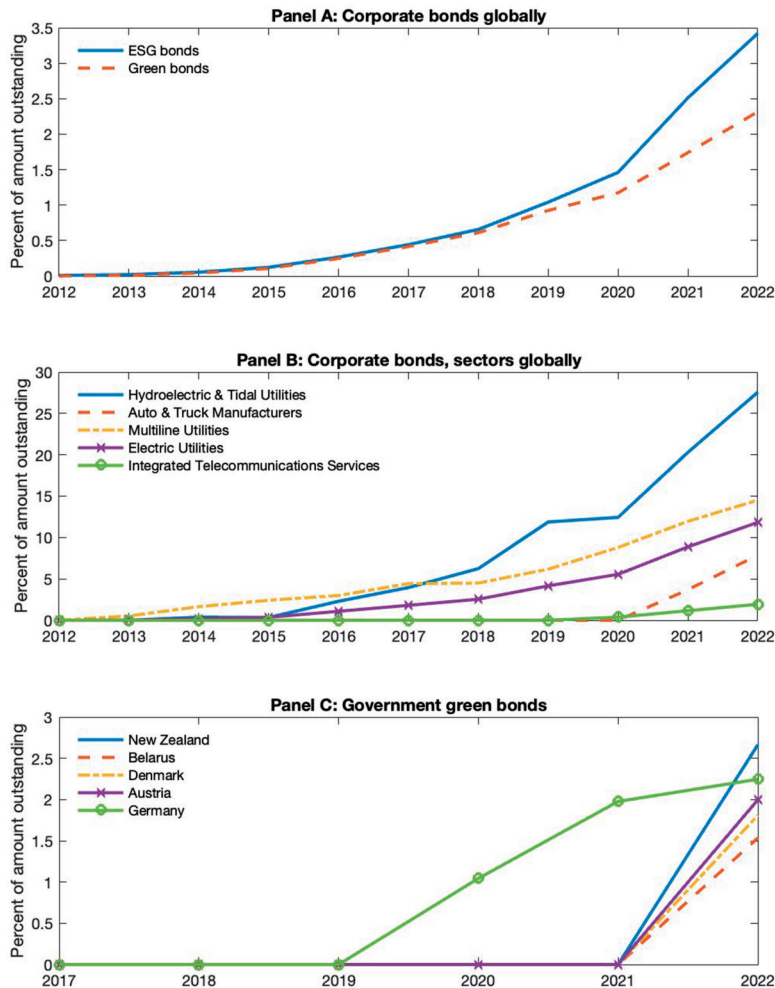 Panel A: Corporate bonds globally
Percent of amount outstanding
3.5
3
2.5
2
1.5
1
0.5
0
ESG bonds
Green bonds
2012 2013 2014 2015 2016 2017 2018 2019 2020 2021 2022
Panel B: Corporate bonds, sectors globally
Percent of amount outstanding
30
25
20
15
10
5
0
Hydroelectric & Tidal Utilities
Auto & Truck Manufacturers
Multiline Utilities
Electric Utilities
Integrated Telecommunications Services
2012 2013 2014 2015 2016 2017 2018 2019 2020 2021 2022
Panel C: Government green bonds
Percent of amount outstanding
3
2.5
2
1.5
1
0.5
0
New Zealand
Belarus
Denmark
Austria
Germany
2017 2018 2019 2020 2021 2022